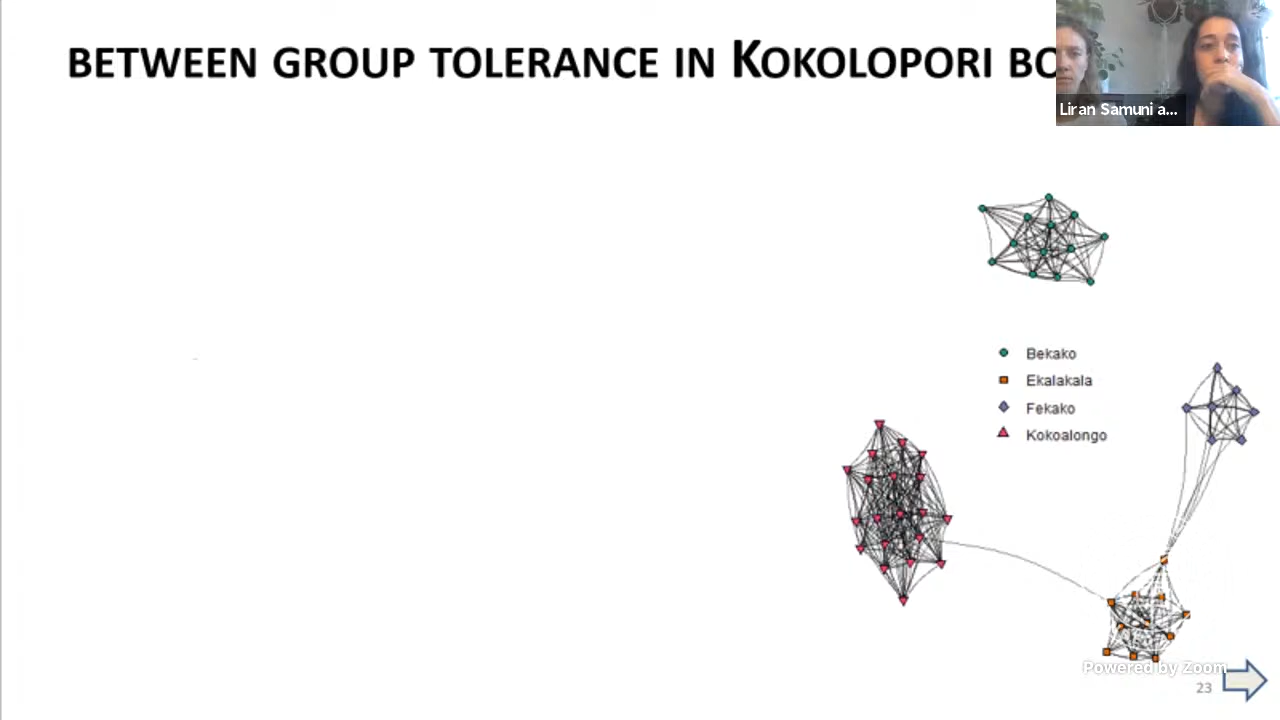 BETWEEN GROUP TOLERANCE IN KOKOLOPORI BO
Liran Samuni a...
Bekako
Ekalakala
Fekako
Kokoalongo
Powered by Zoom
23